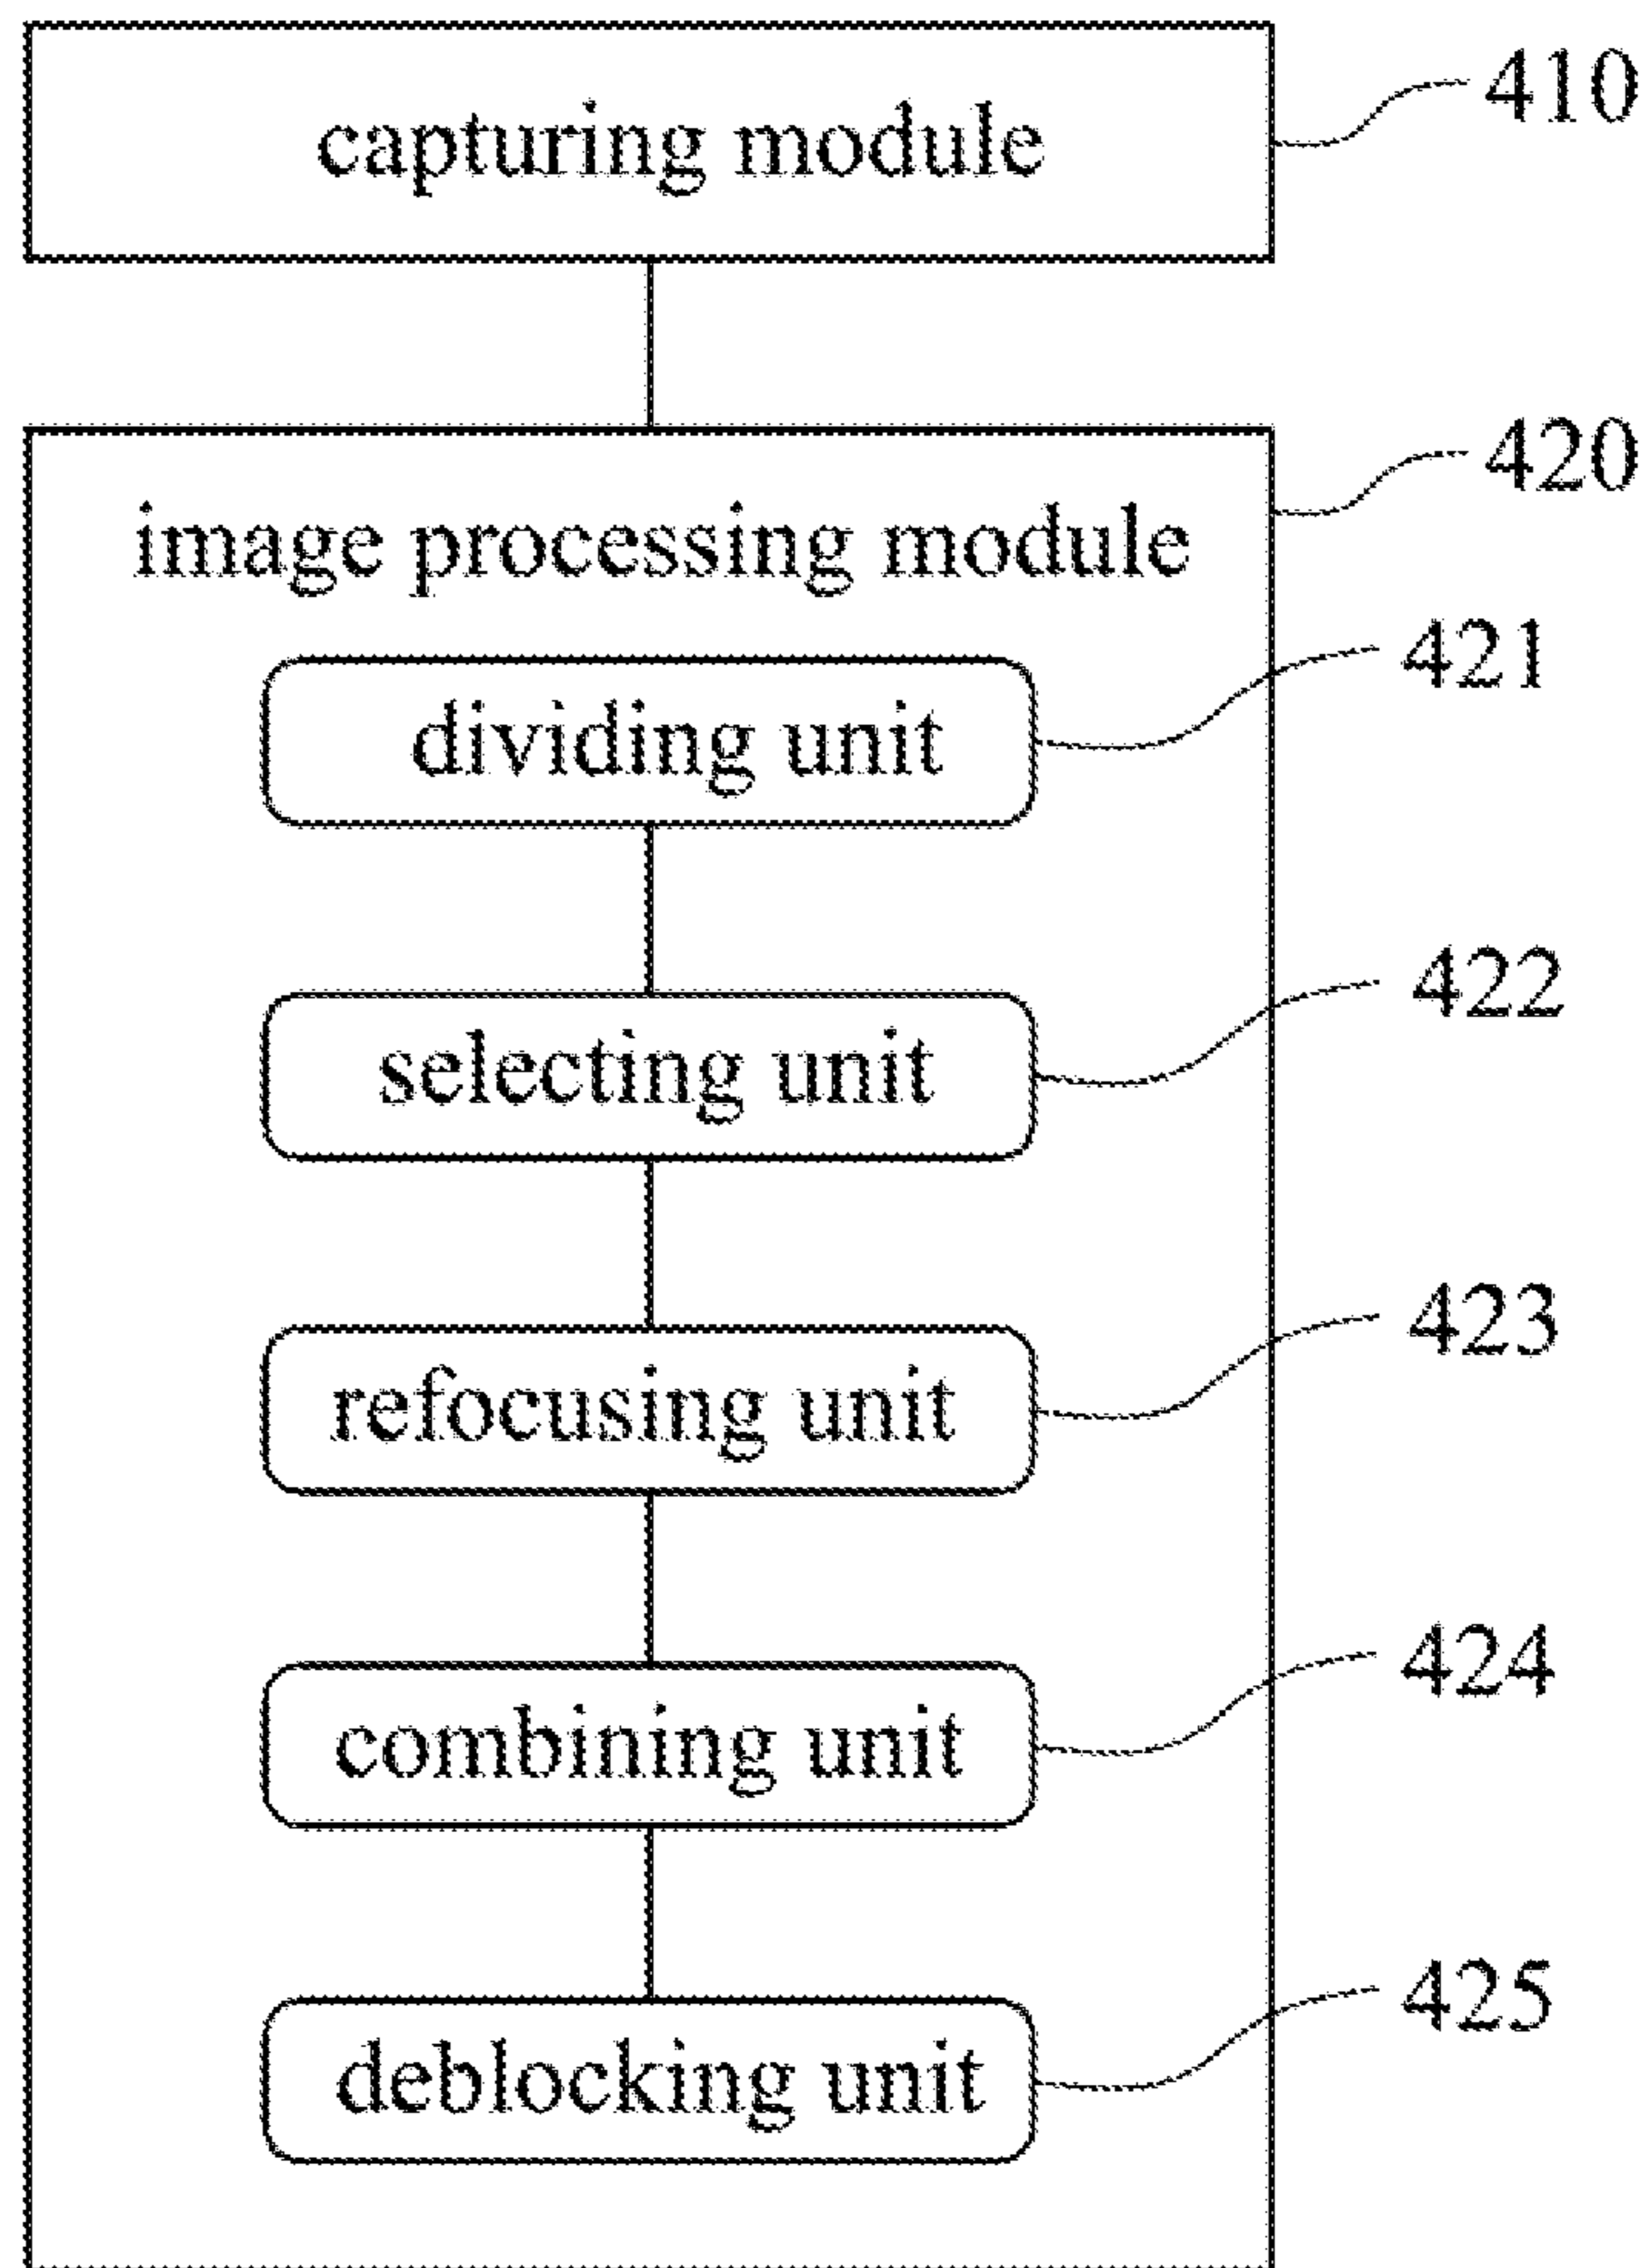 capturing module
410
420
image processing module
421
dividing unit
422
selecting unit
423
refocusing unit
424
combining unit
425
deblocking unit